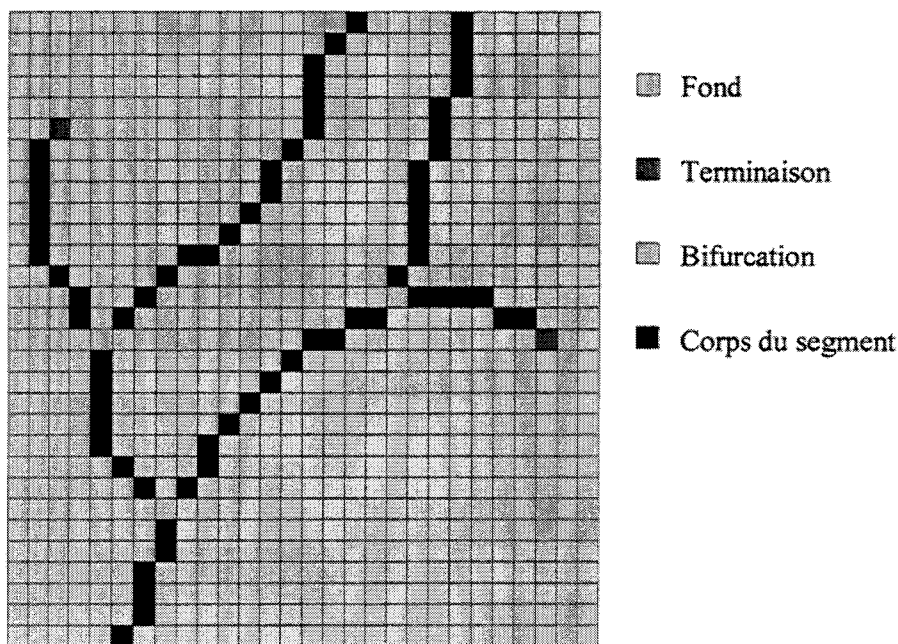 Fond
Terminaison
Bifurcation
Corps du segment